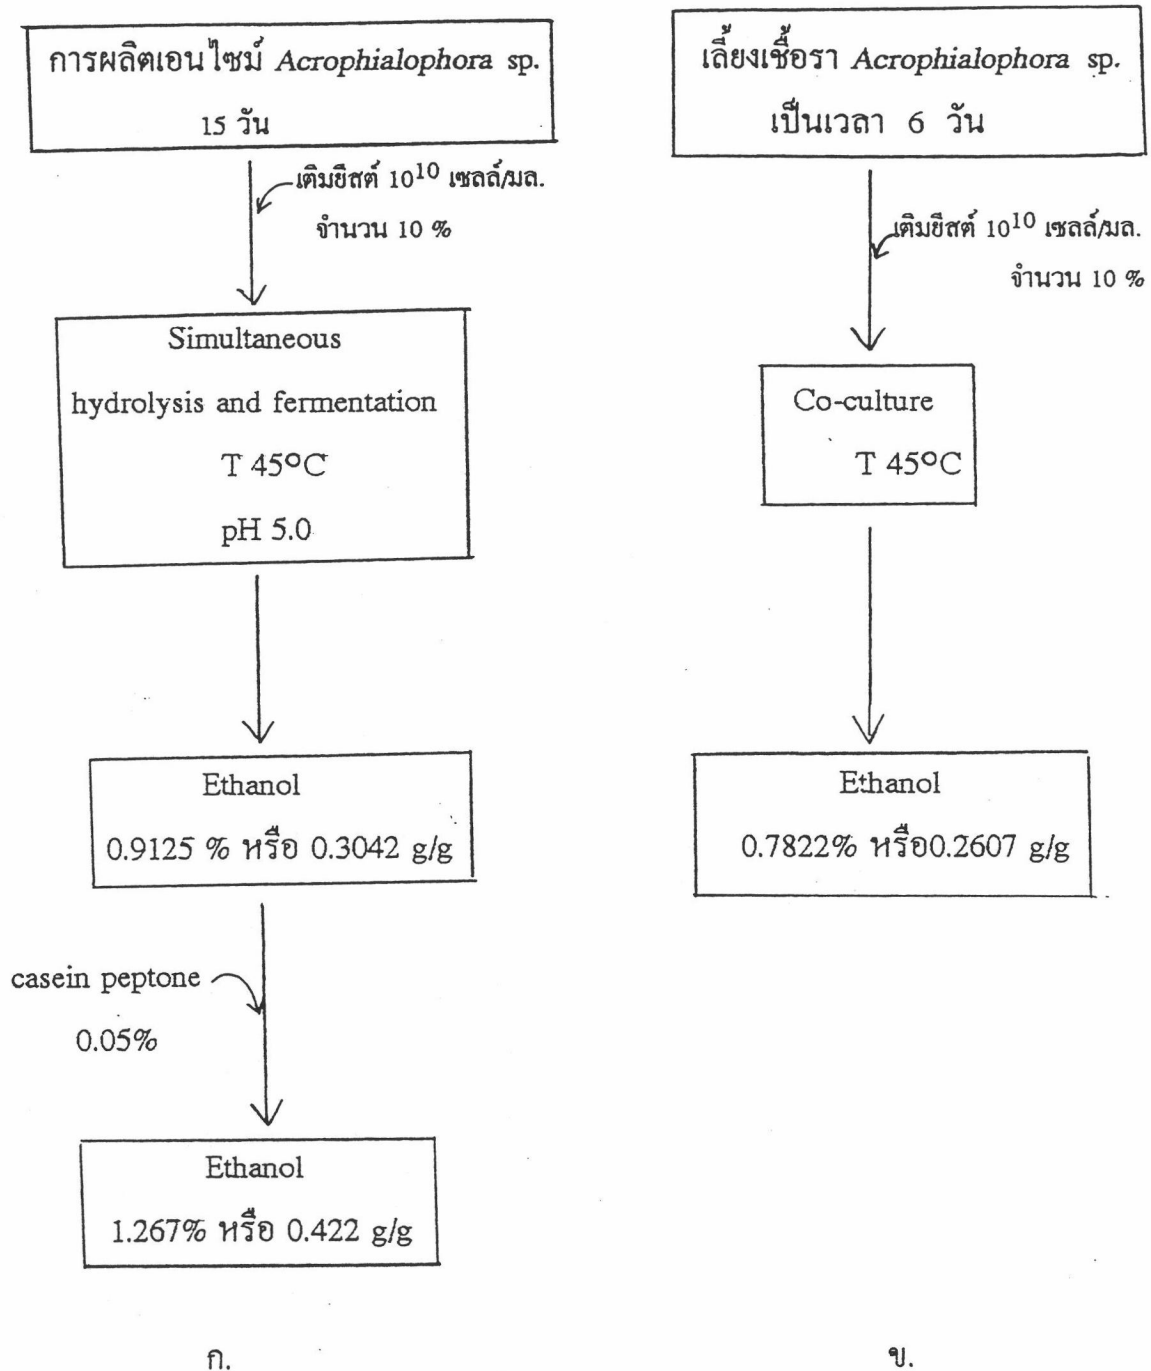 การผลิตเอนไซม์ Acrophialophora sp.
15 วัน
เติมยีสต์ 10¹⁰ เซลล์/มล.
จำนวน 10 %
Simultaneous
hydrolysis and fermentation
T 45°C
pH 5.0
Ethanol
0.9125 % หรือ 0.3042 g/g
casein peptone
0.05%
Ethanol
1.267% หรือ 0.422 g/g
ก.
เลี้ยงเชื้อรา Acrophialophora sp.
เป็นเวลา 6 วัน
เติมยีสต์ 10¹⁰ เซลล์/มล.
จำนวน 10 %
Co-culture
T 45°C
Ethanol
0.7822% หรือ0.2607 g/g
ข.